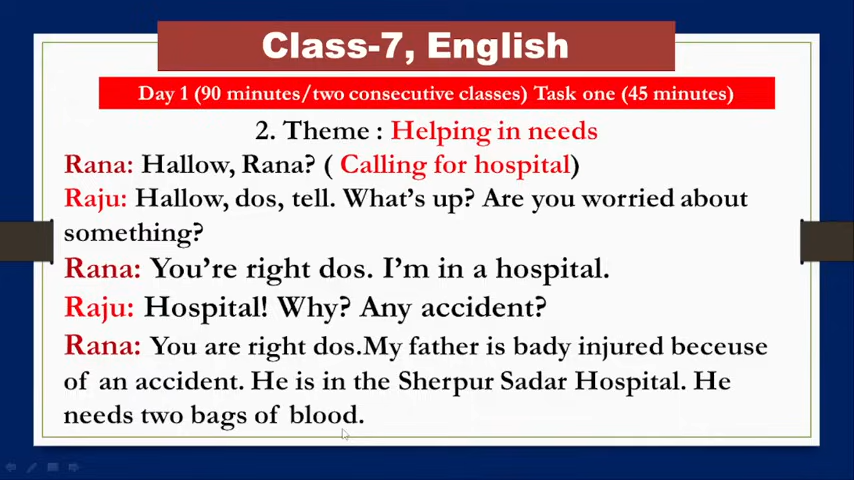 Class-7, English
Day 1 (90 minutes/two consecutive classes) Task one (45 minutes)
2. Theme : Helping in needs
Rana: Hallow, Rana? ( Calling for hospital)
Raju: Hallow, dos, tell. What's up? Are you worried about
something?
Rana: You're right dos. I'm in a hospital.
Raju: Hospital! Why? Any accident?
Rana: You are right dos.My father is bady injured beceuse
of an accident. He is in the Sherpur Sadar Hospital. He
needs two bags of blood.